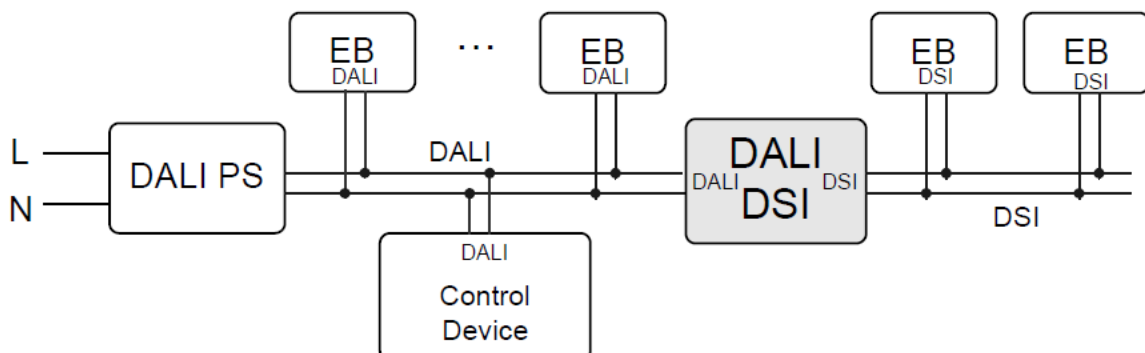 EB
DALI
...
EB
DALI
EB
DSI
EB
DSI
L
N
DALI PS
DALI
DALI
DSI
DALI
DSI
DSI
DALI
Control
Device